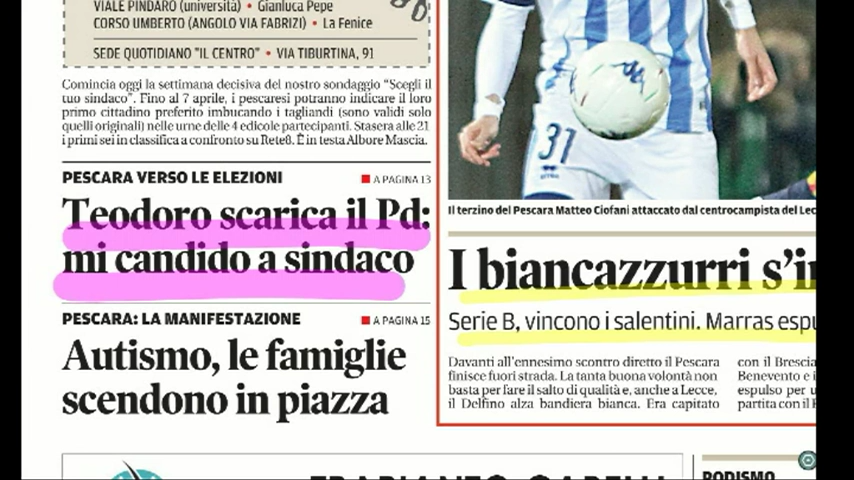 VIALE PINDARO (università) • Gianluca Pepe
CORSO UMBERTO (ANGOLO VIA FABRIZI) • La Fenice
SEDE QUOTIDIANO "IL CENTRO" • VIA TIBURTINA, 91
Comincia oggi la settimana decisiva del nostro sondaggio “Scegli il
tuo sindaco”. Fino al 7 aprile, i pescaresi potranno indicare il loro
primo cittadino preferito imbucando i tagliandi (sono validi solo
quelli originali) nelle urne delle 4 edicole partecipanti. Stasera alle 21
i primi sei in classifica a confronto su Rete8. È in testa Albore Mascia.
PESCARA VERSO LE ELEZIONI
A PAGINA 13
Teodoro scarica il Pd:
mi candido a sindaco
PESCARA: LA MANIFESTAZIONE
A PAGINA 15
Autismo, le famiglie
scendono in piazza
31
Il terzino del Pescara Matteo Ciofani attaccato dal centrocampista del Lecc
I biancazzurri s’in
Serie B, vincono i salentini. Marras espu
Davanti all’ennesimo scontro diretto il Pescara
finisce fuori strada. La tanta buona volontà non
basta per fare il salto di qualità e, anche a Lecce,
il Delfino alza bandiera bianca. Era capitato
con il Brescia
Benevento e i
espulso per u
partita con il
PODISMO